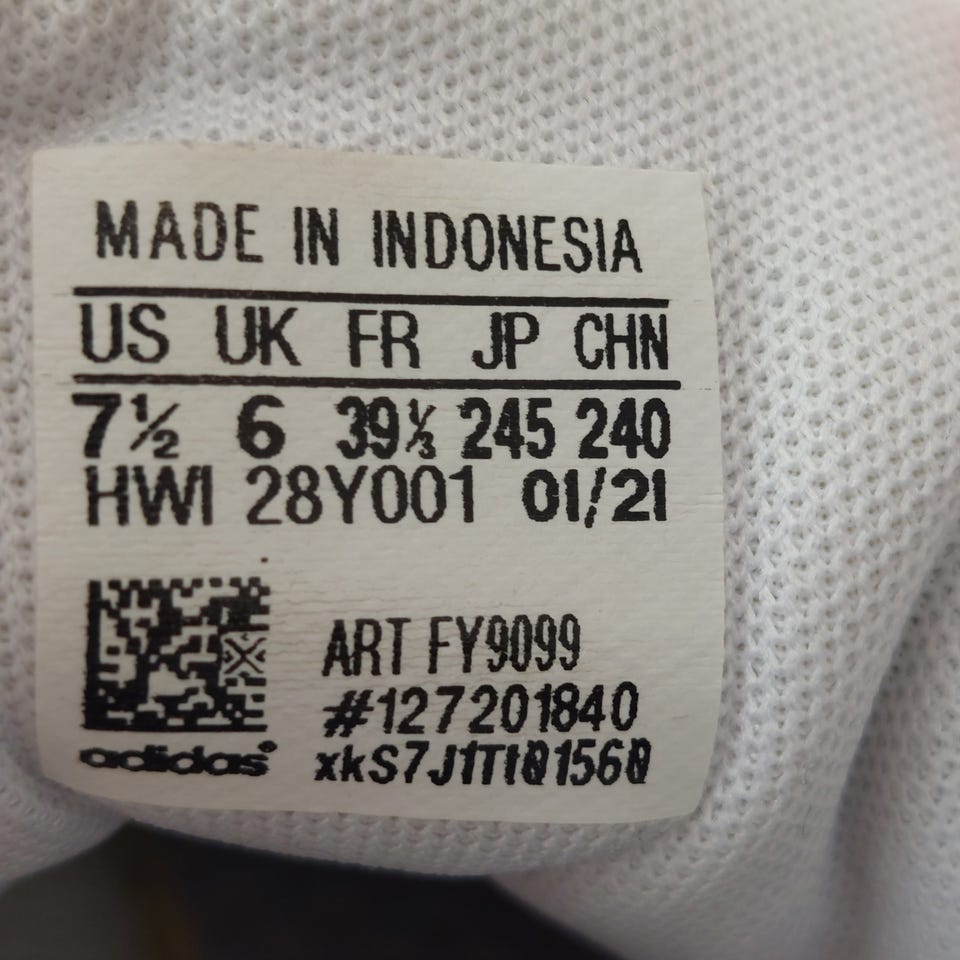 MADE IN INDONESIA
US UK FR JP CHN
7½ 6 39⅓ 245 240
HWI 28Y001 01/21
ART FY9099
#127201840
adidas®